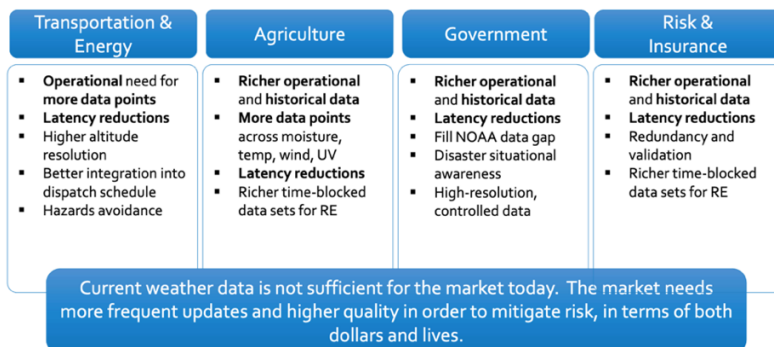 Transportation &
Energy
▪ Operational need for
more data points
▪ Latency reductions
▪ Higher altitude
resolution
▪ Better integration into
dispatch schedule
▪ Hazards avoidance
Agriculture
▪ Richer operational
and historical data
▪ More data points
across moisture,
temp, wind, UV
▪ Latency reductions
▪ Richer time-blocked
data sets for RE
Government
▪ Richer operational
and historical data
▪ Latency reductions
▪ Fill NOAA data gap
▪ Disaster situational
awareness
▪ High-resolution,
controlled data
Risk &
Insurance
▪ Richer operational
and historical data
▪ Latency reductions
▪ Redundancy and
validation
▪ Richer time-blocked
data sets for RE
Current weather data is not sufficient for the market today. The market needs
more frequent updates and higher quality in order to mitigate risk, in terms of both
dollars and lives.